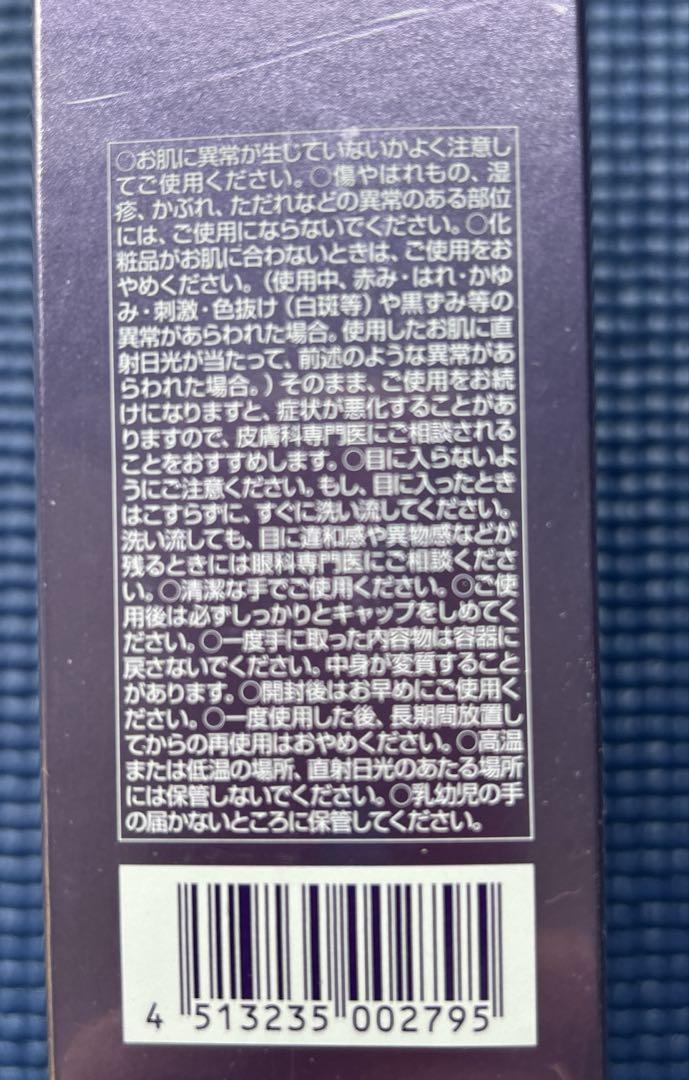 ○お肌に異常が生じていないかよく注意し
てご使用ください。○傷やはれもの、湿
疹、かぶれ、ただれなどの異常のある部位
には、ご使用にならないでください。○化
粧品がお肌に合わないときは、ご使用をお
やめください。（使用中、赤み・はれ・かゆ
み・刺激・色抜け（白斑等）や黒ずみ等の
異常があらわれた場合。使用したお肌に直
射日光が当たって、前述のような異常があ
らわれた場合。）そのまま、ご使用をお続
けになりますと、症状が悪化することがあ
りますので、皮膚科専門医にご相談される
ことをおすすめします。○目に入らないよ
うにご注意ください。もし、目に入ったとき
はこすらずに、すぐに洗い流してください。
洗い流しても、目に違和感や異物感などが
残るときには眼科専門医にご相談くださ
い。○清潔な手でご使用ください。○ご使
用後は必ずしっかりとキャップをしめてく
ださい。○一度手に取った内容物は容器に
戻さないでください。中身が変質すること
があります。○開封後はお早めにご使用く
ださい。○一度使用した後、長期間放置し
てからの再使用はおやめください。○高温
または低温の場所、直射日光のあたる場所
には保管しないでください。○乳幼児の手
の届かないところに保管してください。
4 513235 002795